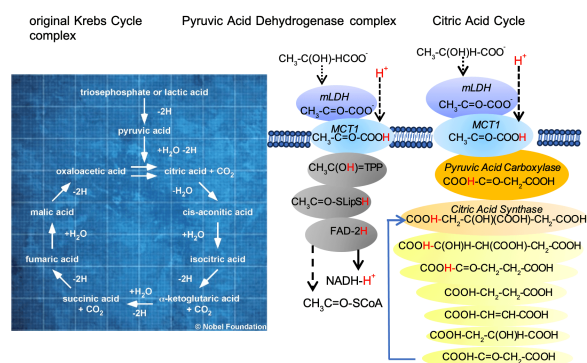 original Krebs Cycle
complex
triosephosphate or lactic acid
-2H
pyruvic acid
+H₂O -2H
oxaloacetic acid
citric acid + CO₂
-2H
-H₂O
malic acid
cis-aconitic acid
+H₂O
+H₂O
fumaric acid
isocitric acid
-2H
+H₂O
-2H
succinic acid
+ CO₂
-2H
α-ketoglutaric acid
+ CO₂
© Nobel Foundation
Pyruvic Acid Dehydrogenase complex
CH₃-C(OH)-HCOO⁻
H⁺
mLDH
CH₃-C=O-COO⁻
MCT1
CH₃-C=O-COOH
CH₃C(OH)=TPP
CH₃C=O-SLipSH
FAD-2H
NADH-H⁺
CH₃C=O-SCoA
Citric Acid Cycle
CH₃-C(OH)H-COO⁻
H⁺
mLDH
CH₃-C=O-COO⁻
MCT1
CH₃-C=O-COOH
Pyruvic Acid Carboxylase
COOH-C=O-CH₂-COOH
Citric Acid Synthase
COOH-CH₂-C(OH)(COOH)-CH₂-COOH
COOH-C(OH)H-CH(COOH)-CH₂-COOH
COOH-C=O-CH₂-CH₂-COOH
COOH-CH₂-CH₂-COOH
COOH-CH=CH-COOH
COOH-CH₂-C(OH)H-COOH
COOH-C=O-CH₂-COOH